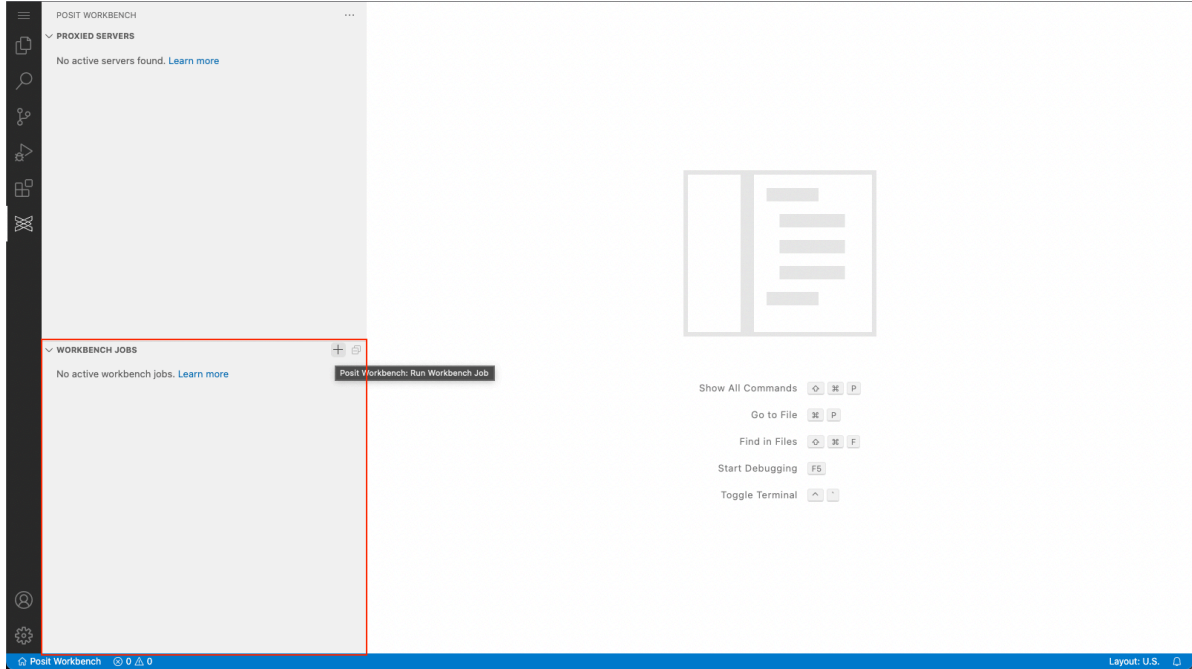 POSIT WORKBENCH
PROXIED SERVERS
No active servers found. Learn more
WORKBENCH JOBS
No active workbench jobs. Learn more
Posit Workbench: Run Workbench Job
Show All Commands ⇧ ⌘ P
Go to File ⌘ P
Find in Files ⇧ ⌘ F
Start Debugging F5
Toggle Terminal ^ `
Posit Workbench 0 0 Layout: U.S.